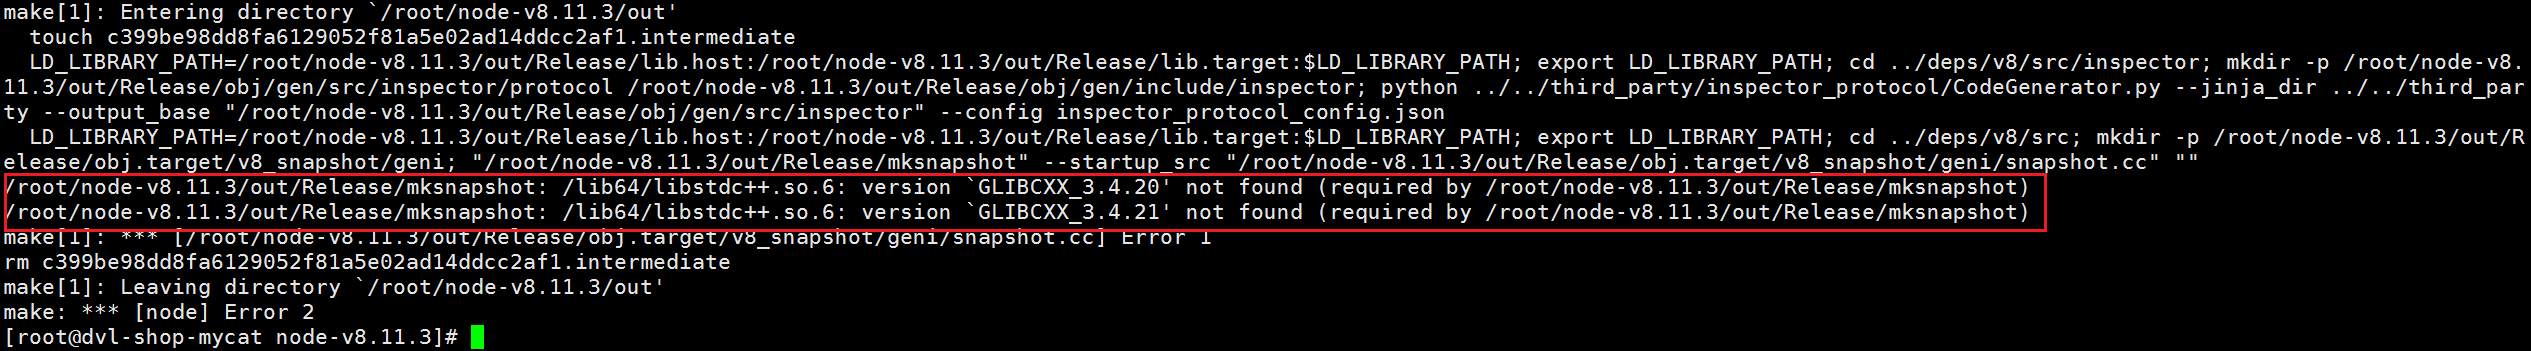 make[1]: Entering directory `/root/node-v8.11.3/out'
  touch c399be98dd8fa6129052f81a5e02ad14ddcc2af1.intermediate
  LD_LIBRARY_PATH=/root/node-v8.11.3/out/Release/lib.host:/root/node-v8.11.3/out/Release/lib.target:$LD_LIBRARY_PATH; export LD_LIBRARY_PATH; cd ../deps/v8/src/inspector; mkdir -p /root/node-v8.
11.3/out/Release/obj/gen/src/inspector/protocol /root/node-v8.11.3/out/Release/obj/gen/include/inspector; python ../../third_party/inspector_protocol/CodeGenerator.py --jinja_dir ../../third_par
ty --output_base "/root/node-v8.11.3/out/Release/obj/gen/src/inspector" --config inspector_protocol_config.json
  LD_LIBRARY_PATH=/root/node-v8.11.3/out/Release/lib.host:/root/node-v8.11.3/out/Release/lib.target:$LD_LIBRARY_PATH; export LD_LIBRARY_PATH; cd ../deps/v8/src; mkdir -p /root/node-v8.11.3/out/R
elease/obj.target/v8_snapshot/geni; "/root/node-v8.11.3/out/Release/mksnapshot" --startup_src "/root/node-v8.11.3/out/Release/obj.target/v8_snapshot/geni/snapshot.cc" ""
/root/node-v8.11.3/out/Release/mksnapshot: /lib64/libstdc++.so.6: version `GLIBCXX_3.4.20' not found (required by /root/node-v8.11.3/out/Release/mksnapshot)
/root/node-v8.11.3/out/Release/mksnapshot: /lib64/libstdc++.so.6: version `GLIBCXX_3.4.21' not found (required by /root/node-v8.11.3/out/Release/mksnapshot)
make[1]: *** [/root/node-v8.11.3/out/Release/obj.target/v8_snapshot/geni/snapshot.cc] Error 1
rm c399be98dd8fa6129052f81a5e02ad14ddcc2af1.intermediate
make[1]: Leaving directory `/root/node-v8.11.3/out'
make: *** [node] Error 2
[root@dvl-shop-mycat node-v8.11.3]#